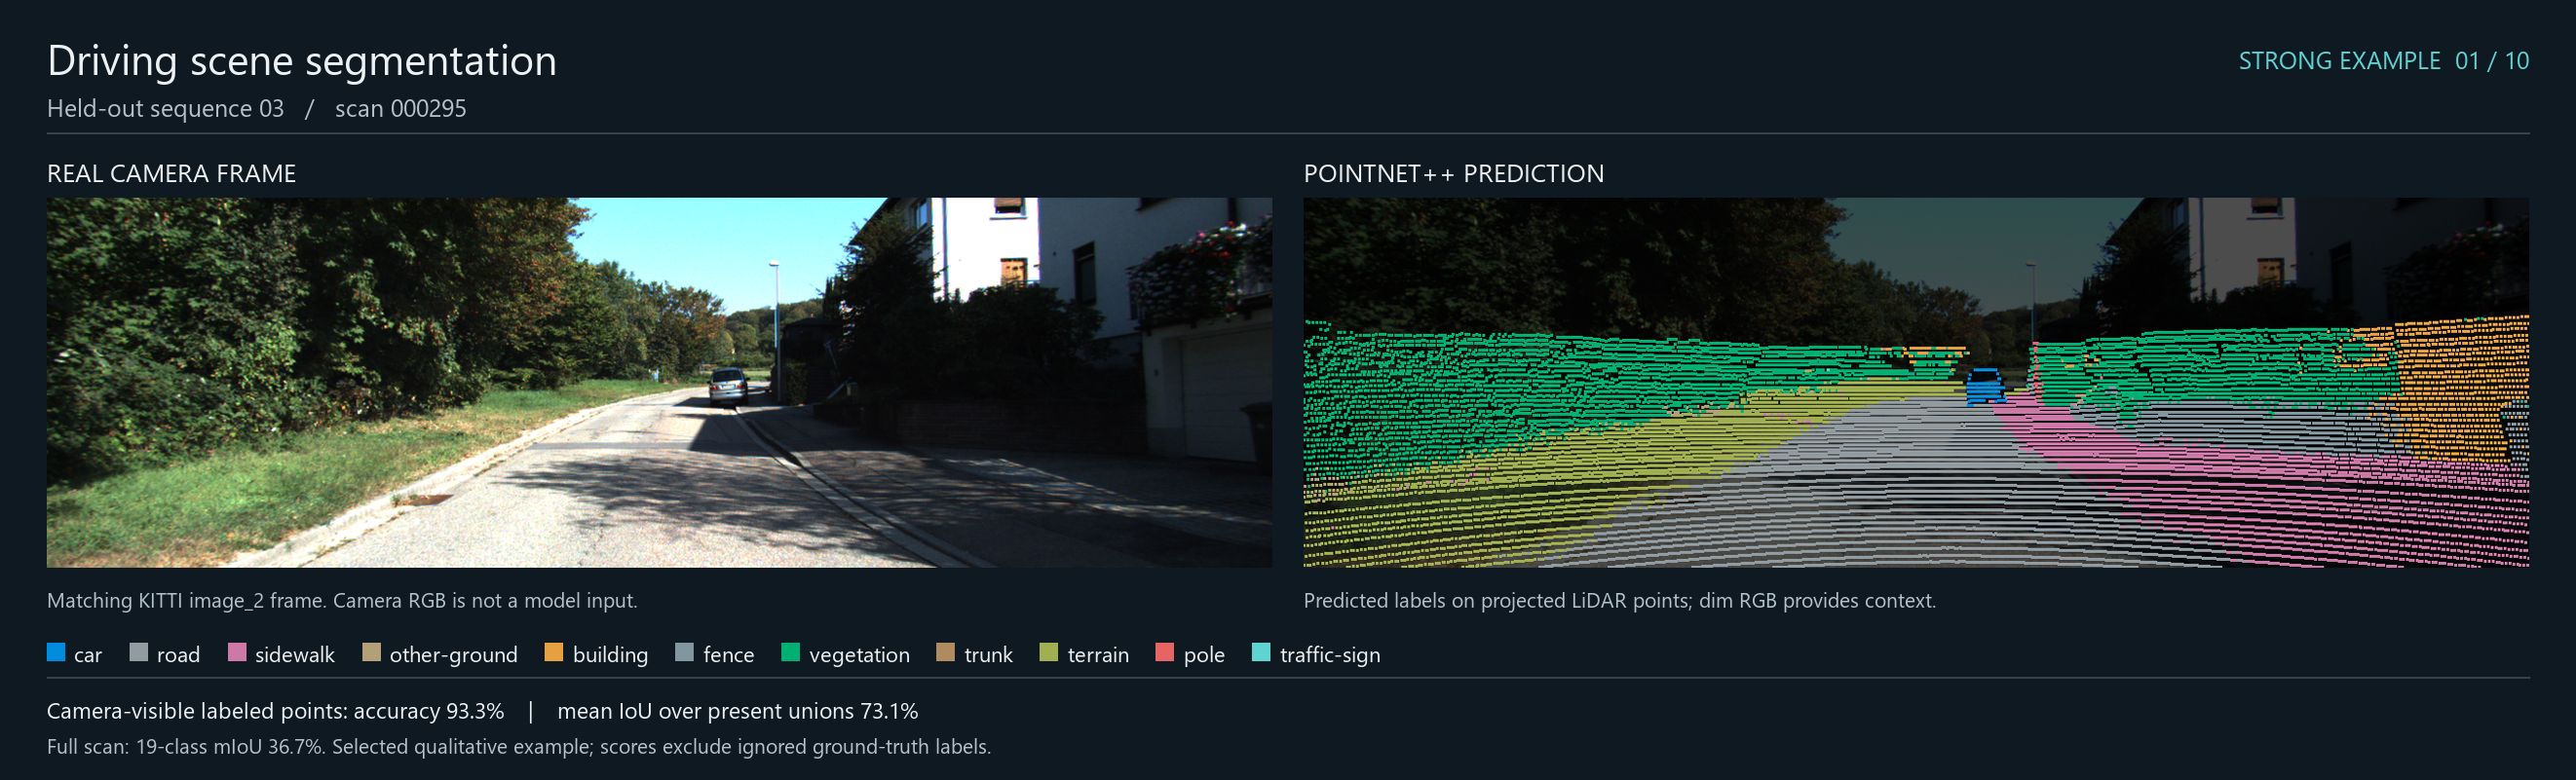 Driving scene segmentation
STRONG EXAMPLE 01 / 10
Held-out sequence 03 / scan 000295
REAL CAMERA FRAME
POINTNET++ PREDICTION
Matching KITTI image_2 frame. Camera RGB is not a model input.
Predicted labels on projected LiDAR points; dim RGB provides context.
car road sidewalk other-ground building fence vegetation trunk terrain pole traffic-sign
Camera-visible labeled points: accuracy 93.3% | mean IoU over present unions 73.1%
Full scan: 19-class mIoU 36.7%. Selected qualitative example; scores exclude ignored ground-truth labels.